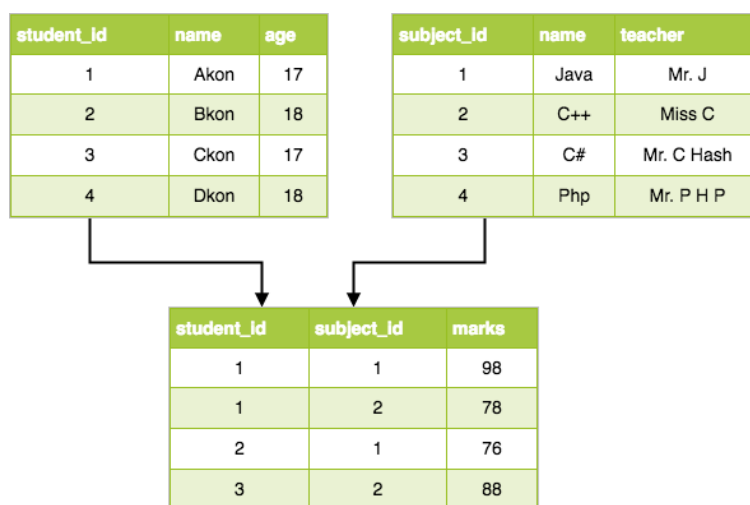 student_id name age
1 Akon 17
2 Bkon 18
3 Ckon 17
4 Dkon 18
subject_id name teacher
1 Java Mr. J
2 C++ Miss C
3 C# Mr. C Hash
4 Php Mr. P H P
student_id subject_id marks
1 1 98
1 2 78
2 1 76
3 2 88